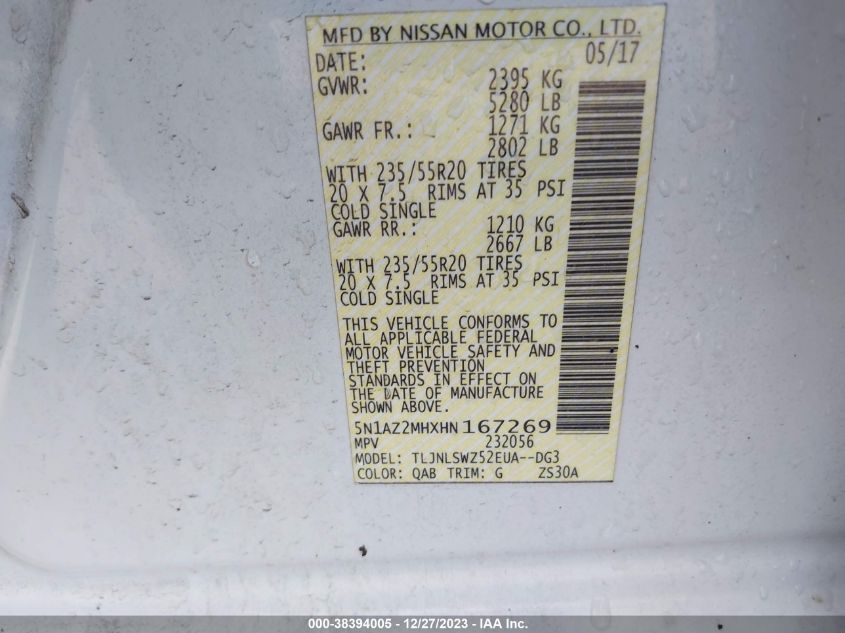 MFD BY NISSAN MOTOR CO., LTD.
DATE: 05/17
GVWR: 2395 KG
5280 LB
GAWR FR.: 1271 KG
2802 LB
WITH 235/55R20 TIRES
20 X 7.5 RIMS AT 35 PSI
COLD SINGLE
GAWR RR.: 1210 KG
2667 LB
WITH 235/55R20 TIRES
20 X 7.5 RIMS AT 35 PSI
COLD SINGLE
THIS VEHICLE CONFORMS TO
ALL APPLICABLE FEDERAL
MOTOR VEHICLE SAFETY AND
THEFT PREVENTION
STANDARDS IN EFFECT ON
THE DATE OF MANUFACTURE
SHOWN ABOVE.
5N1AZ2MHXHN167269
MPV 232056
MODEL: TLJNLSWZ52EUA--DG3
COLOR: QAB TRIM: G ZS30A
000-38394005 - 12/27/2023 - IAA Inc.